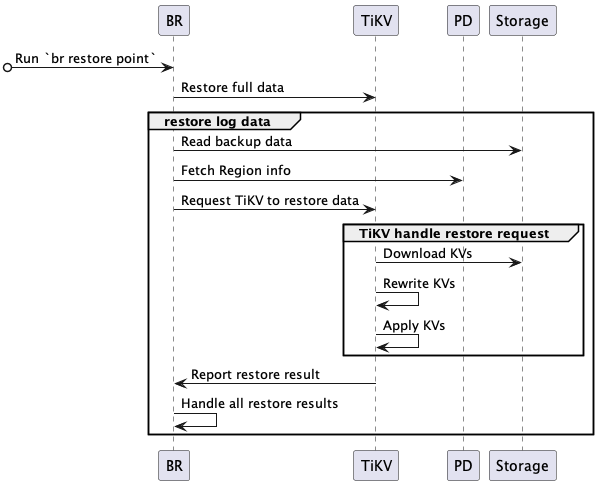 BR
TiKV
PD
Storage
Run `br restore point`
Restore full data
restore log data
Read backup data
Fetch Region info
Request TiKV to restore data
TiKV handle restore request
Download KVs
Rewrite KVs
Apply KVs
Report restore result
Handle all restore results
BR
TiKV
PD
Storage